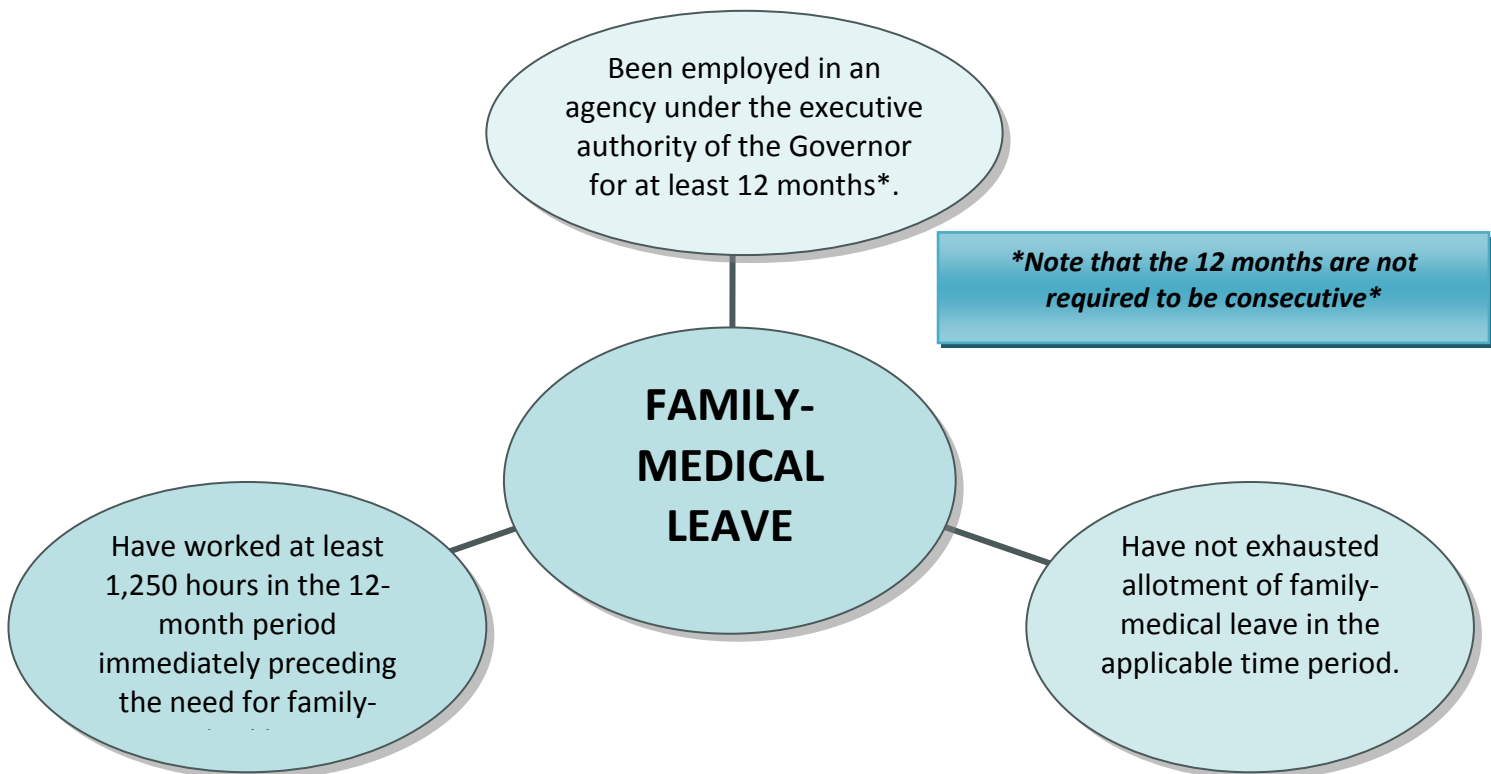 Been employed in an
agency under the executive
authority of the Governor
for at least 12 months*.
*Note that the 12 months are not
required to be consecutive*
FAMILY-
MEDICAL
LEAVE
Have worked at least
1,250 hours in the 12-
month period
immediately preceding
the need for family-
Have not exhausted
allotment of family-
medical leave in the
applicable time period.